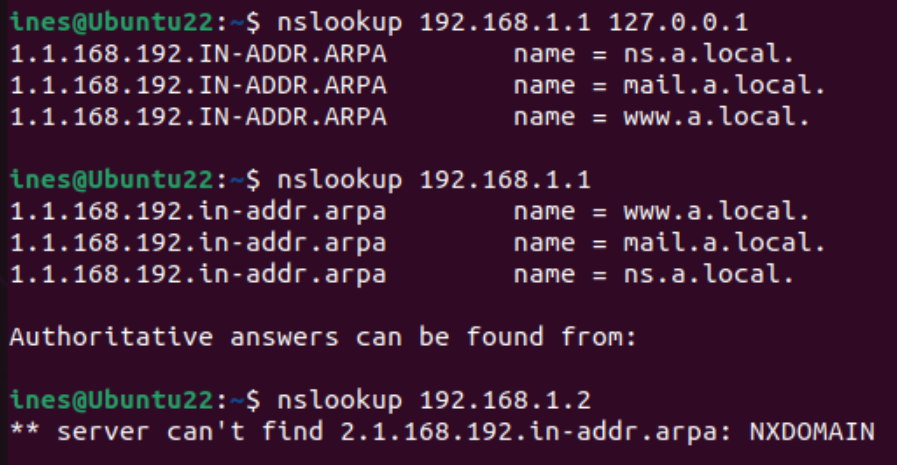 ines@Ubuntu22:~$ nslookup 192.168.1.1 127.0.0.1
1.1.168.192.IN-ADDR.ARPA        name = ns.a.local.
1.1.168.192.IN-ADDR.ARPA        name = mail.a.local.
1.1.168.192.IN-ADDR.ARPA        name = www.a.local.

ines@Ubuntu22:~$ nslookup 192.168.1.1
1.1.168.192.in-addr.arpa        name = www.a.local.
1.1.168.192.in-addr.arpa        name = mail.a.local.
1.1.168.192.in-addr.arpa        name = ns.a.local.

Authoritative answers can be found from:

ines@Ubuntu22:~$ nslookup 192.168.1.2
** server can't find 2.1.168.192.in-addr.arpa: NXDOMAIN